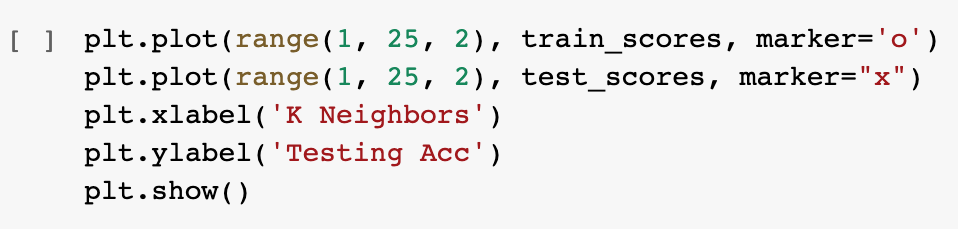 [ ] plt.plot(range(1, 25, 2), train_scores, marker='o')
plt.plot(range(1, 25, 2), test_scores, marker="x")
plt.xlabel('K Neighbors')
plt.ylabel('Testing Acc')
plt.show()